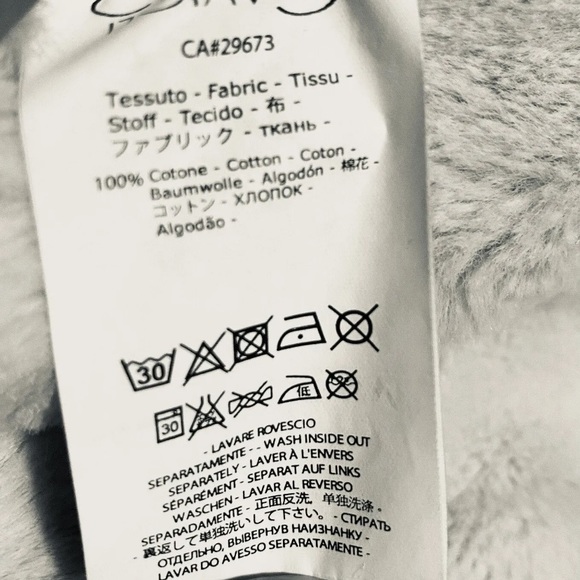 CA#29673
Tessuto - Fabric - Tissu -
Stoff - Tecido - 布 -
ファブリック - ткань -
100% Cotone - Cotton - Coton -
Baumwolle - Algodón - 棉花 -
コットン - ХЛОПОК -
Algodão -
30
30 低
- LAVARE ROVESCIO
SEPARATAMENTE - - WASH INSIDE OUT
SEPARATELY - LAVER À L'ENVERS
SÉPARÉMENT - SEPARAT AUF LINKS
WASCHEN - LAVAR AL REVERSO
SEPARADAMENTE - 正面反洗，单独洗涤 -
- 裏返して単独洗いして下さい。 - СТИРАТЬ
ОТДЕЛЬНО, ВЫВЕРНУВ НАИЗНАНКУ -
LAVAR DO AVESSO SEPARATAMENTE -